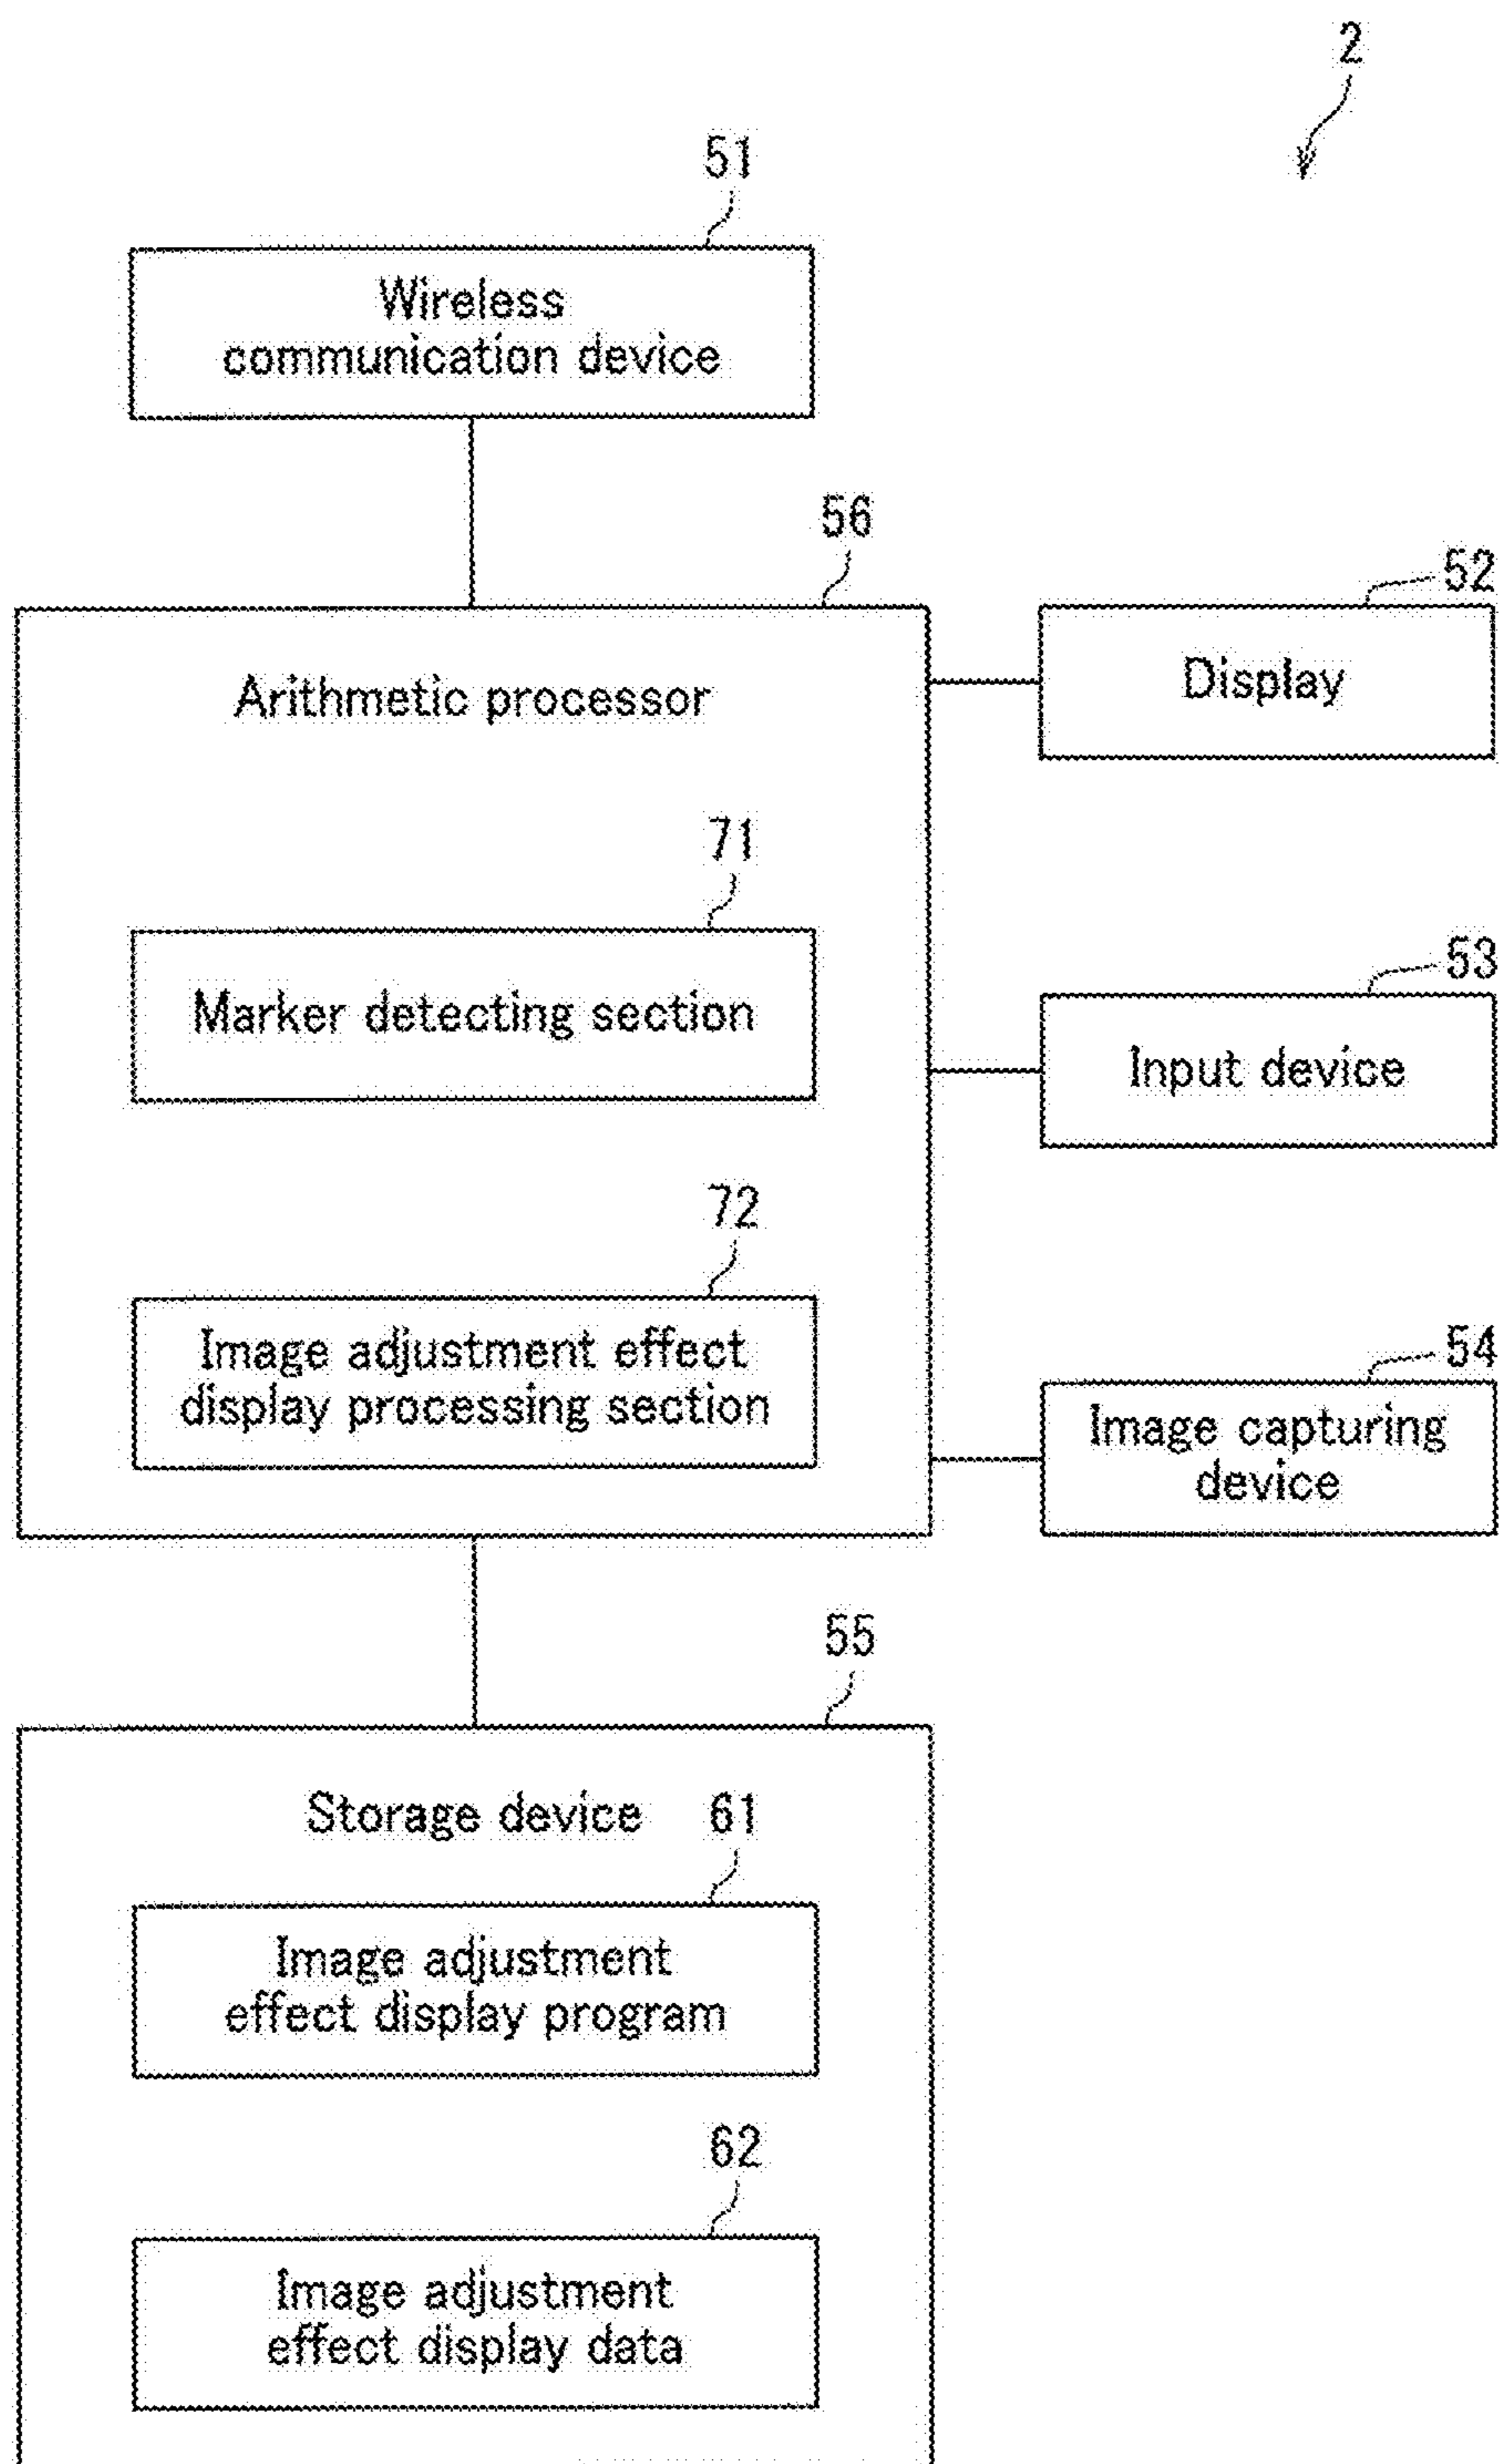 2
51
Wireless
communication device
56
Arithmetic processor
52
Display
71
Marker detecting section
53
Input device
72
Image adjustment effect
display processing section
54
Image capturing
device
55
Storage device
61
Image adjustment
effect display program
62
Image adjustment
effect display data